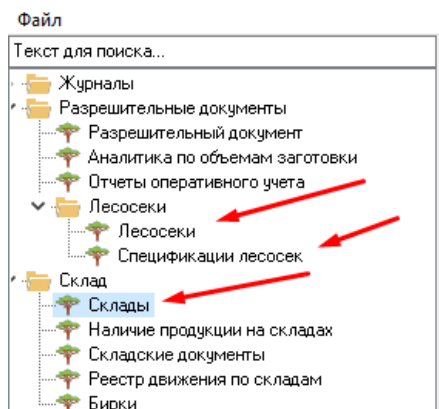 Файл
Текст для поиска...
Журналы
Разрешительные документы
Разрешительный документ
Аналитика по объемам заготовки
Отчеты оперативного учета
Лесосеки
Лесосеки
Спецификации лесосек
Склад
Склады
Наличие продукции на складах
Складские документы
Реестр движения по складам
Бирки